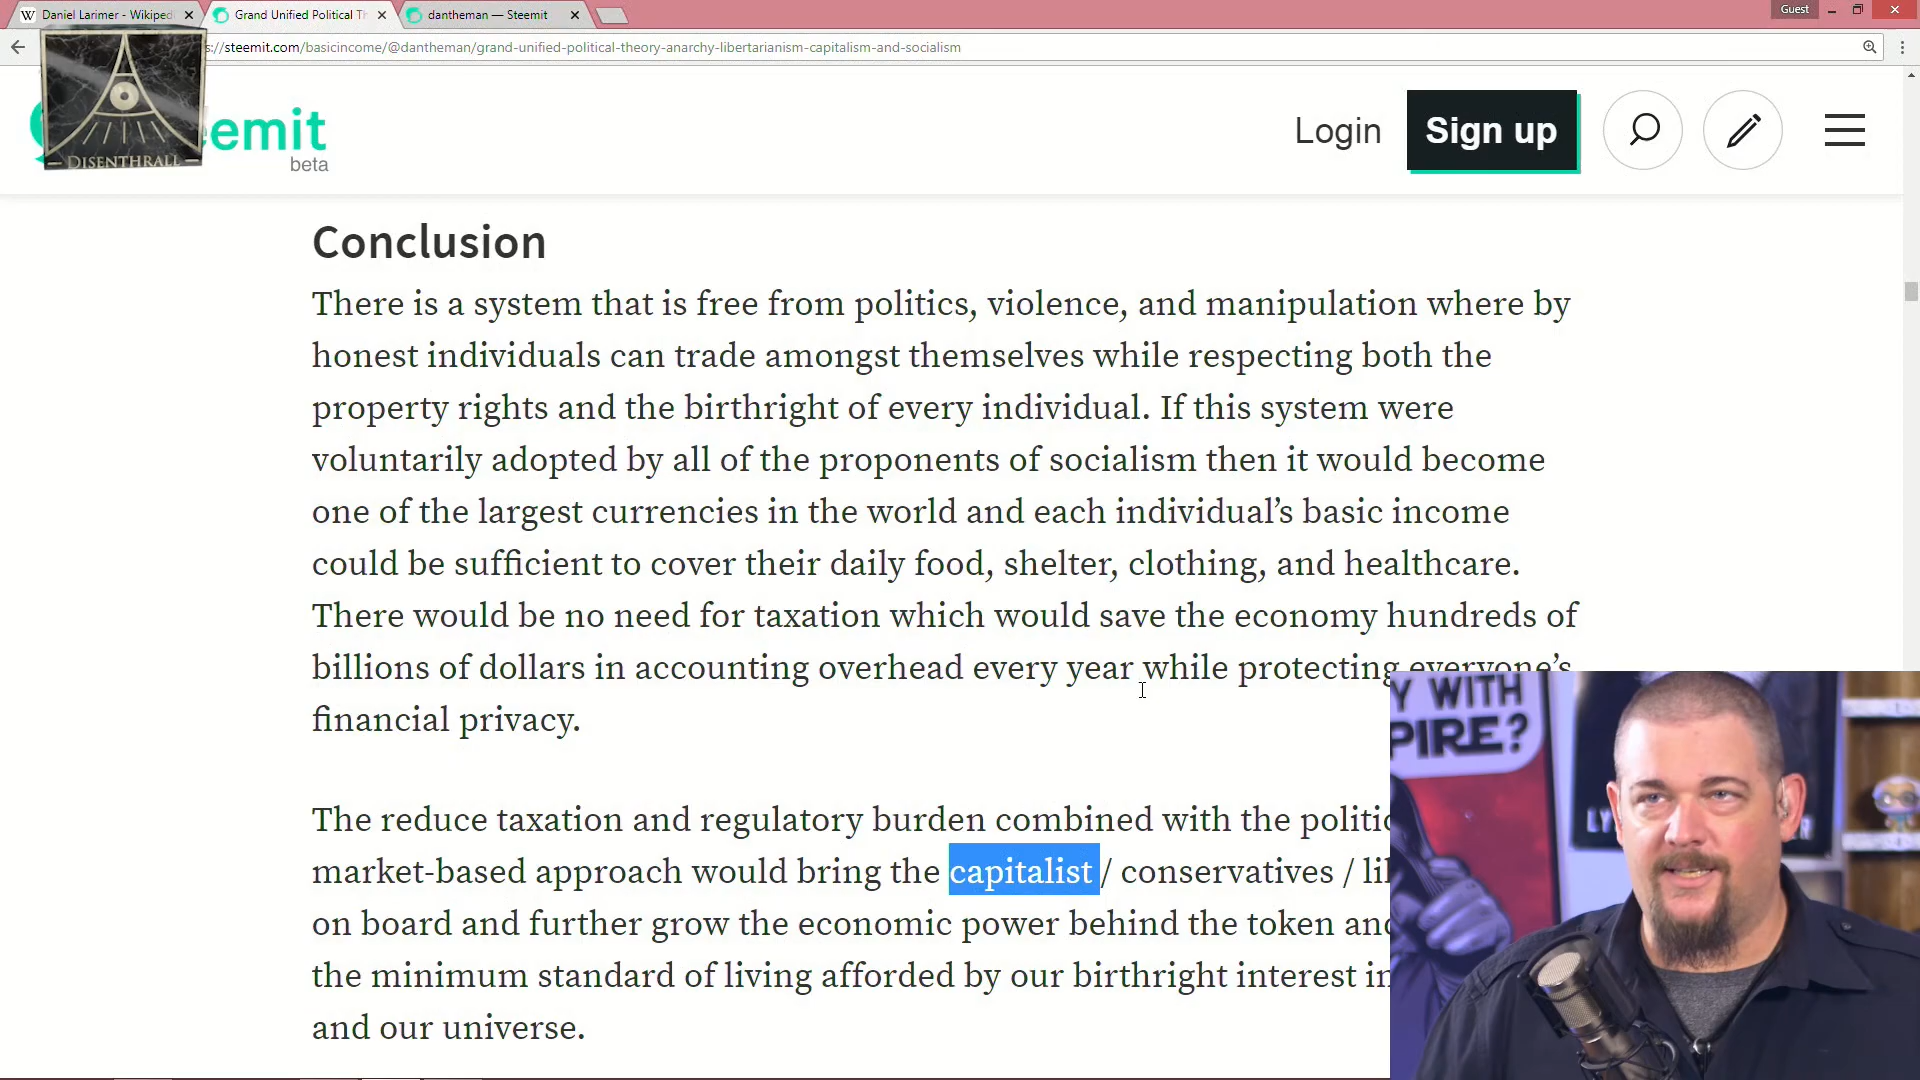 Daniel Larimer - Wikiped
Grand Unified Political Th
dantheman — Steemit
Guest
s://steemit.com/basicincome/@dantheman/grand-unified-political-theory-anarchy-libertarianism-capitalism-and-socialism
DISENTHRALL
eemit
beta
Login
Sign up
Conclusion
There is a system that is free from politics, violence, and manipulation where by
honest individuals can trade amongst themselves while respecting both the
property rights and the birthright of every individual. If this system were
voluntarily adopted by all of the proponents of socialism then it would become
one of the largest currencies in the world and each individual’s basic income
could be sufficient to cover their daily food, shelter, clothing, and healthcare.
There would be no need for taxation which would save the economy hundreds of
billions of dollars in accounting overhead every year while protecting everyone’s
financial privacy.
The reduce taxation and regulatory burden combined with the politic
market-based approach would bring the capitalist / conservatives / li
on board and further grow the economic power behind the token and
the minimum standard of living afforded by our birthright interest in
and our universe.
Y WITH
PIRE?